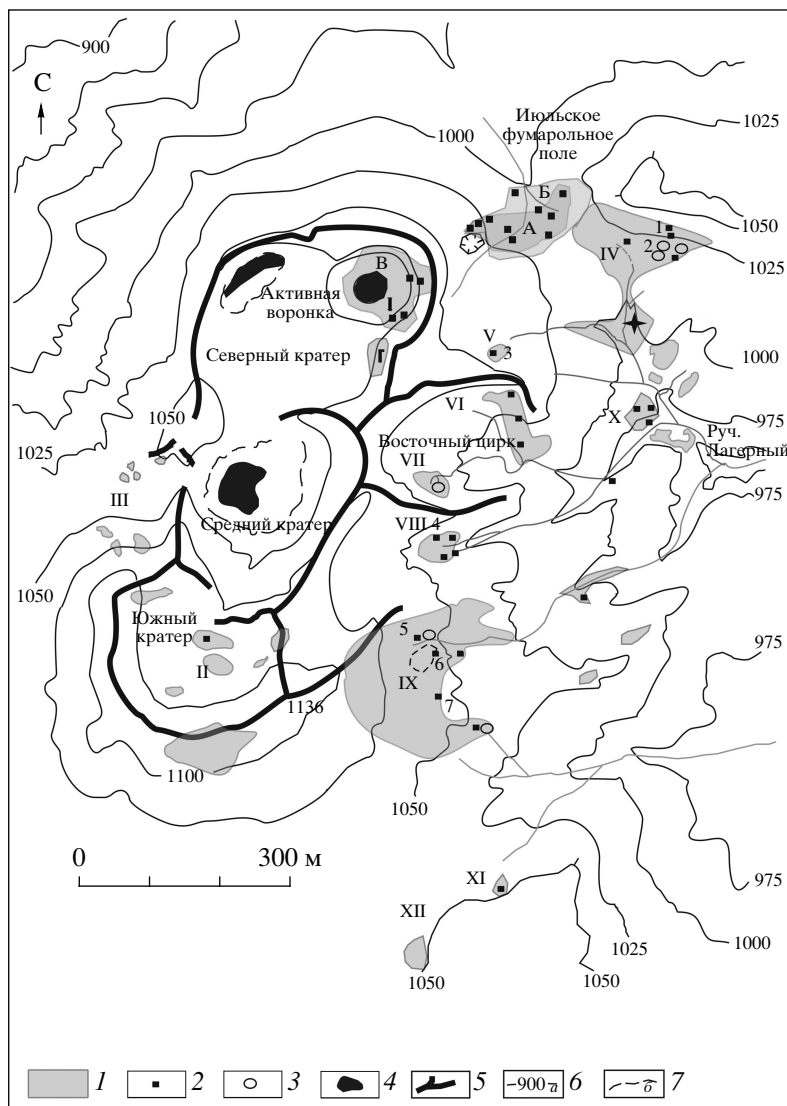 900
С
1000
Июльское
фумарольное
поле
1025
Б
1
1050
А
2
IV
1025
В
I
Активная
воронка
V
3
1000
Северный кратер
Г
VI
X
975
1050
Восточный цирк
Руч.
Лагерный
1025
VII
975
III
Средний кратер
VIII 4
1050
Южный
кратер
5
975
6
II
IX
7
1136
1100
1050
0
300 м
XI
975
XII
1025
1000
1050
1050
1
2
3
4
5
–900 а 6
б 7